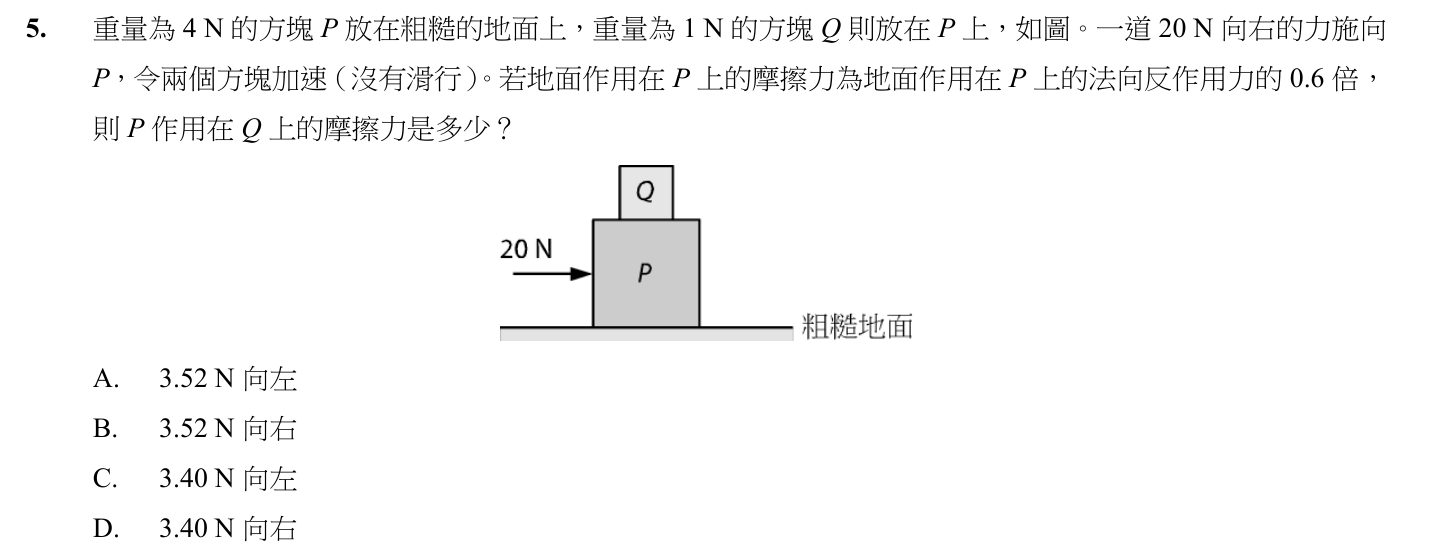 5. 重量為 4 N 的方塊 P 放在粗糙的地面上，重量為 1 N 的方塊 Q 則放在 P 上，如圖。一道 20 N 向右的力施向
P，令兩個方塊加速（沒有滑行）。若地面作用在 P 上的摩擦力為地面作用在 P 上的法向反作用力的 0.6 倍，
則 P 作用在 Q 上的摩擦力是多少？
Q
20 N
P
粗糙地面
A. 3.52 N 向左
B. 3.52 N 向右
C. 3.40 N 向左
D. 3.40 N 向右